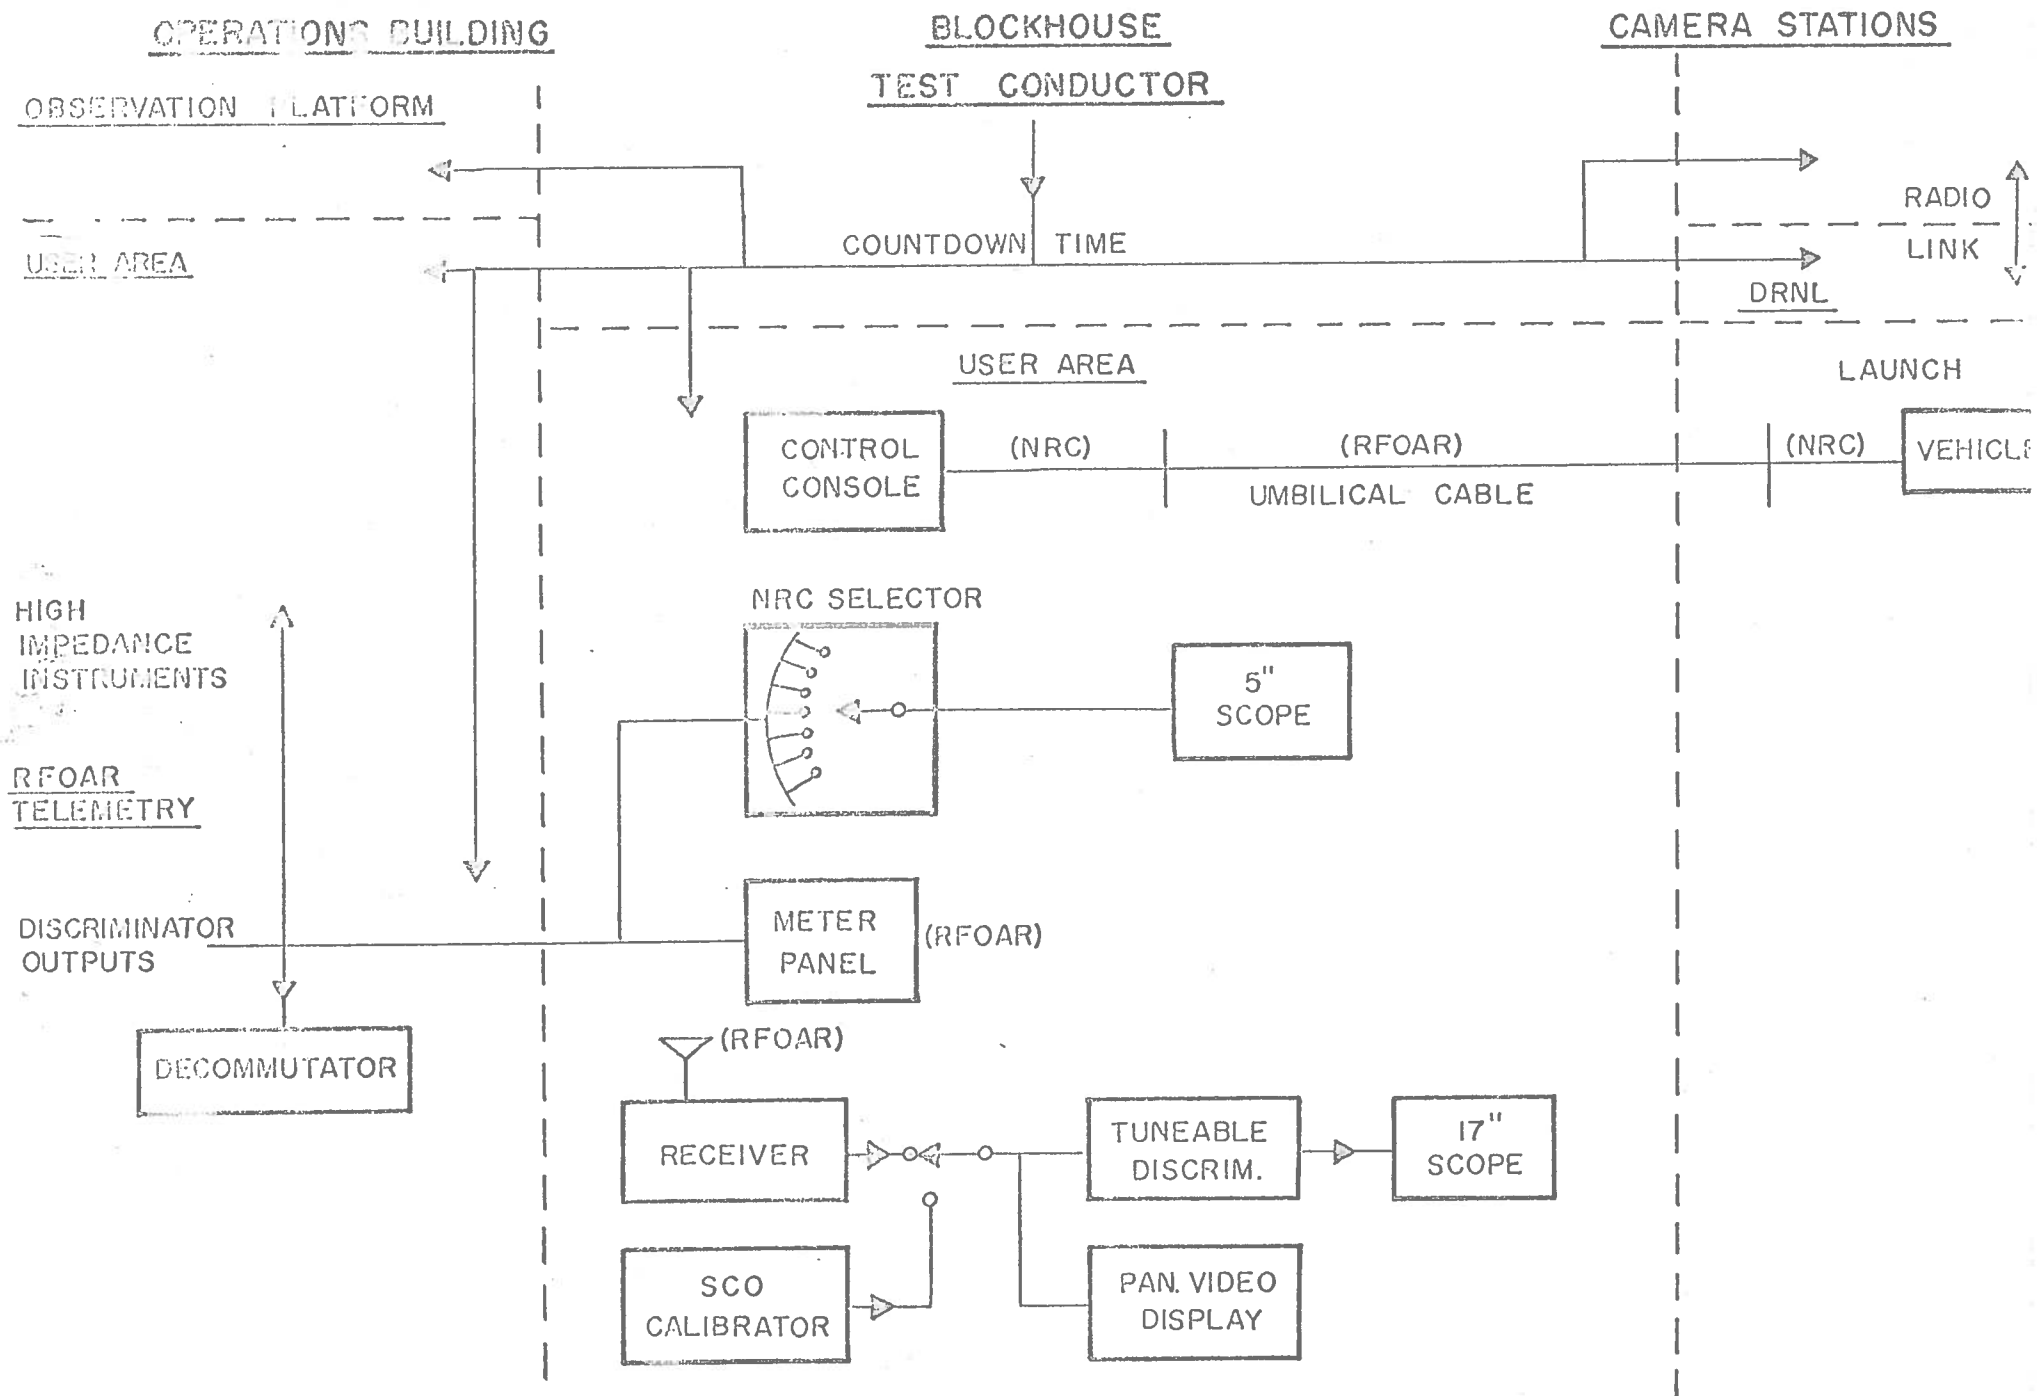 OPERATIONS BUILDING
BLOCKHOUSE
CAMERA STATIONS
TEST CONDUCTOR
OBSERVATION PLATFORM
RADIO
LINK
COUNTDOWN TIME
USER AREA
DRNL
USER AREA
LAUNCH
CONTROL
CONSOLE
(NRC)
(RFOAR)
UMBILICAL CABLE
(NRC)
VEHICLE
NRC SELECTOR
HIGH
IMPEDANCE
INSTRUMENTS
5"
SCOPE
RFOAR
TELEMETRY
DISCRIMINATOR
OUTPUTS
METER
PANEL
(RFOAR)
DECOMMUTATOR
(RFOAR)
RECEIVER
TUNEABLE
DISCRIM.
17"
SCOPE
SCO
CALIBRATOR
PAN. VIDEO
DISPLAY